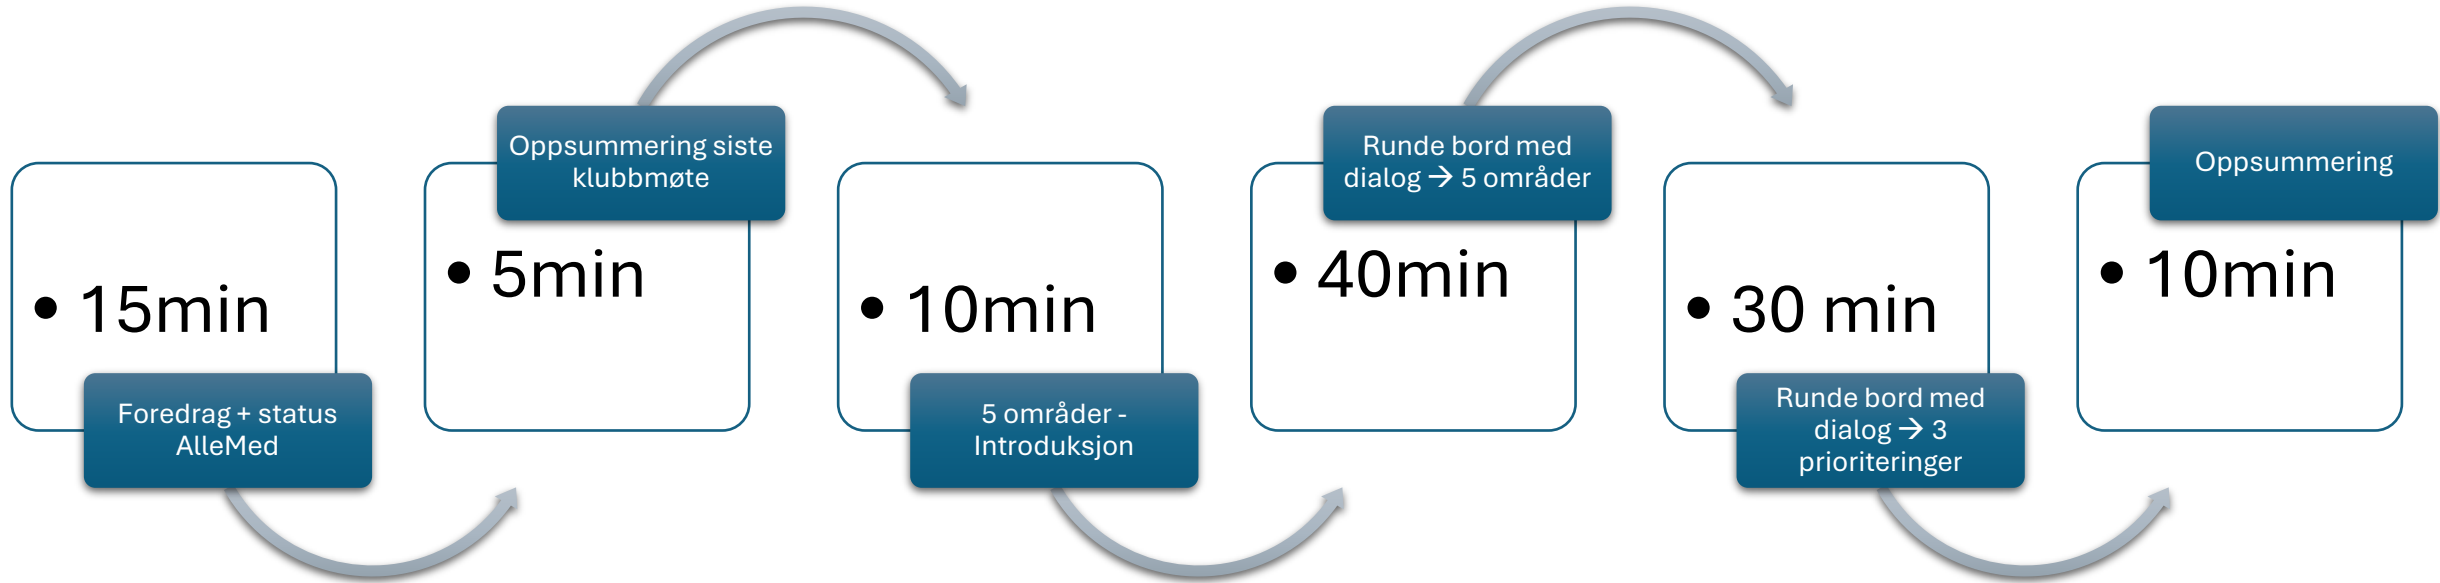 • 15min
Foredrag + status
AlleMed
Oppsummering siste
klubbmøte
• 5min
• 10min
5 områder -
Introduksjon
Runde bord med
dialog → 5 områder
• 40min
• 30 min
Runde bord med
dialog → 3
prioriteringer
Oppsummering
• 10min